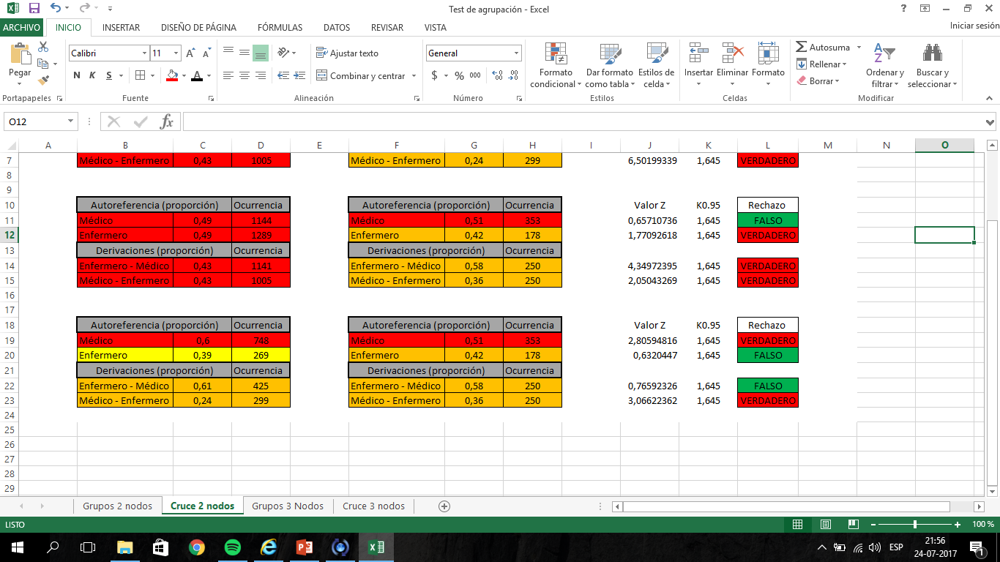 Test de agrupación - Excel
?
ARCHIVO INICIO INSERTAR DISEÑO DE PÁGINA FÓRMULAS DATOS REVISAR VISTA Iniciar sesión
Pegar
Calibri 11
N K S
A A
Ajustar texto
Combinar y centrar
General
$ % 000
Formato condicional
Dar formato como tabla
Estilos de celda
Insertar Eliminar Formato
Autosuma
Rellenar
Borrar
Ordenar y filtrar
Buscar y seleccionar
Portapapeles Fuente Alineación Número Estilos Celdas Modificar
O12 fx
A B C D E F G H I J K L M N O
7 Médico - Enfermero 0,43 1005 Médico - Enfermero 0,24 299 6,50199339 1,645 VERDADERO
8
9
10 Autoreferencia (proporción) Ocurrencia Autoreferencia (proporción) Ocurrencia Valor Z K0.95 Rechazo
11 Médico 0,49 1144 Médico 0,51 353 0,65710736 1,645 FALSO
12 Enfermero 0,49 1289 Enfermero 0,42 178 1,77092618 1,645 VERDADERO
13 Derivaciones (proporción) Ocurrencia Derivaciones (proporción) Ocurrencia
14 Enfermero - Médico 0,43 1141 Enfermero - Médico 0,58 250 4,34972395 1,645 VERDADERO
15 Médico - Enfermero 0,43 1005 Médico - Enfermero 0,36 250 2,05043269 1,645 VERDADERO
16
17
18 Autoreferencia (proporción) Ocurrencia Autoreferencia (proporción) Ocurrencia Valor Z K0.95 Rechazo
19 Médico 0,6 748 Médico 0,51 353 2,80594816 1,645 VERDADERO
20 Enfermero 0,39 269 Enfermero 0,42 178 0,6320447 1,645 FALSO
21 Derivaciones (proporción) Ocurrencia Derivaciones (proporción) Ocurrencia
22 Enfermero - Médico 0,61 425 Enfermero - Médico 0,58 250 0,76592326 1,645 FALSO
23 Médico - Enfermero 0,24 299 Médico - Enfermero 0,36 250 3,06622362 1,645 VERDADERO
24
25
26
27
28
29
Grupos 2 nodos Cruce 2 nodos Grupos 3 Nodos Cruce 3 nodos
LISTO 100 %
ESP
21:56
24-07-2017
1